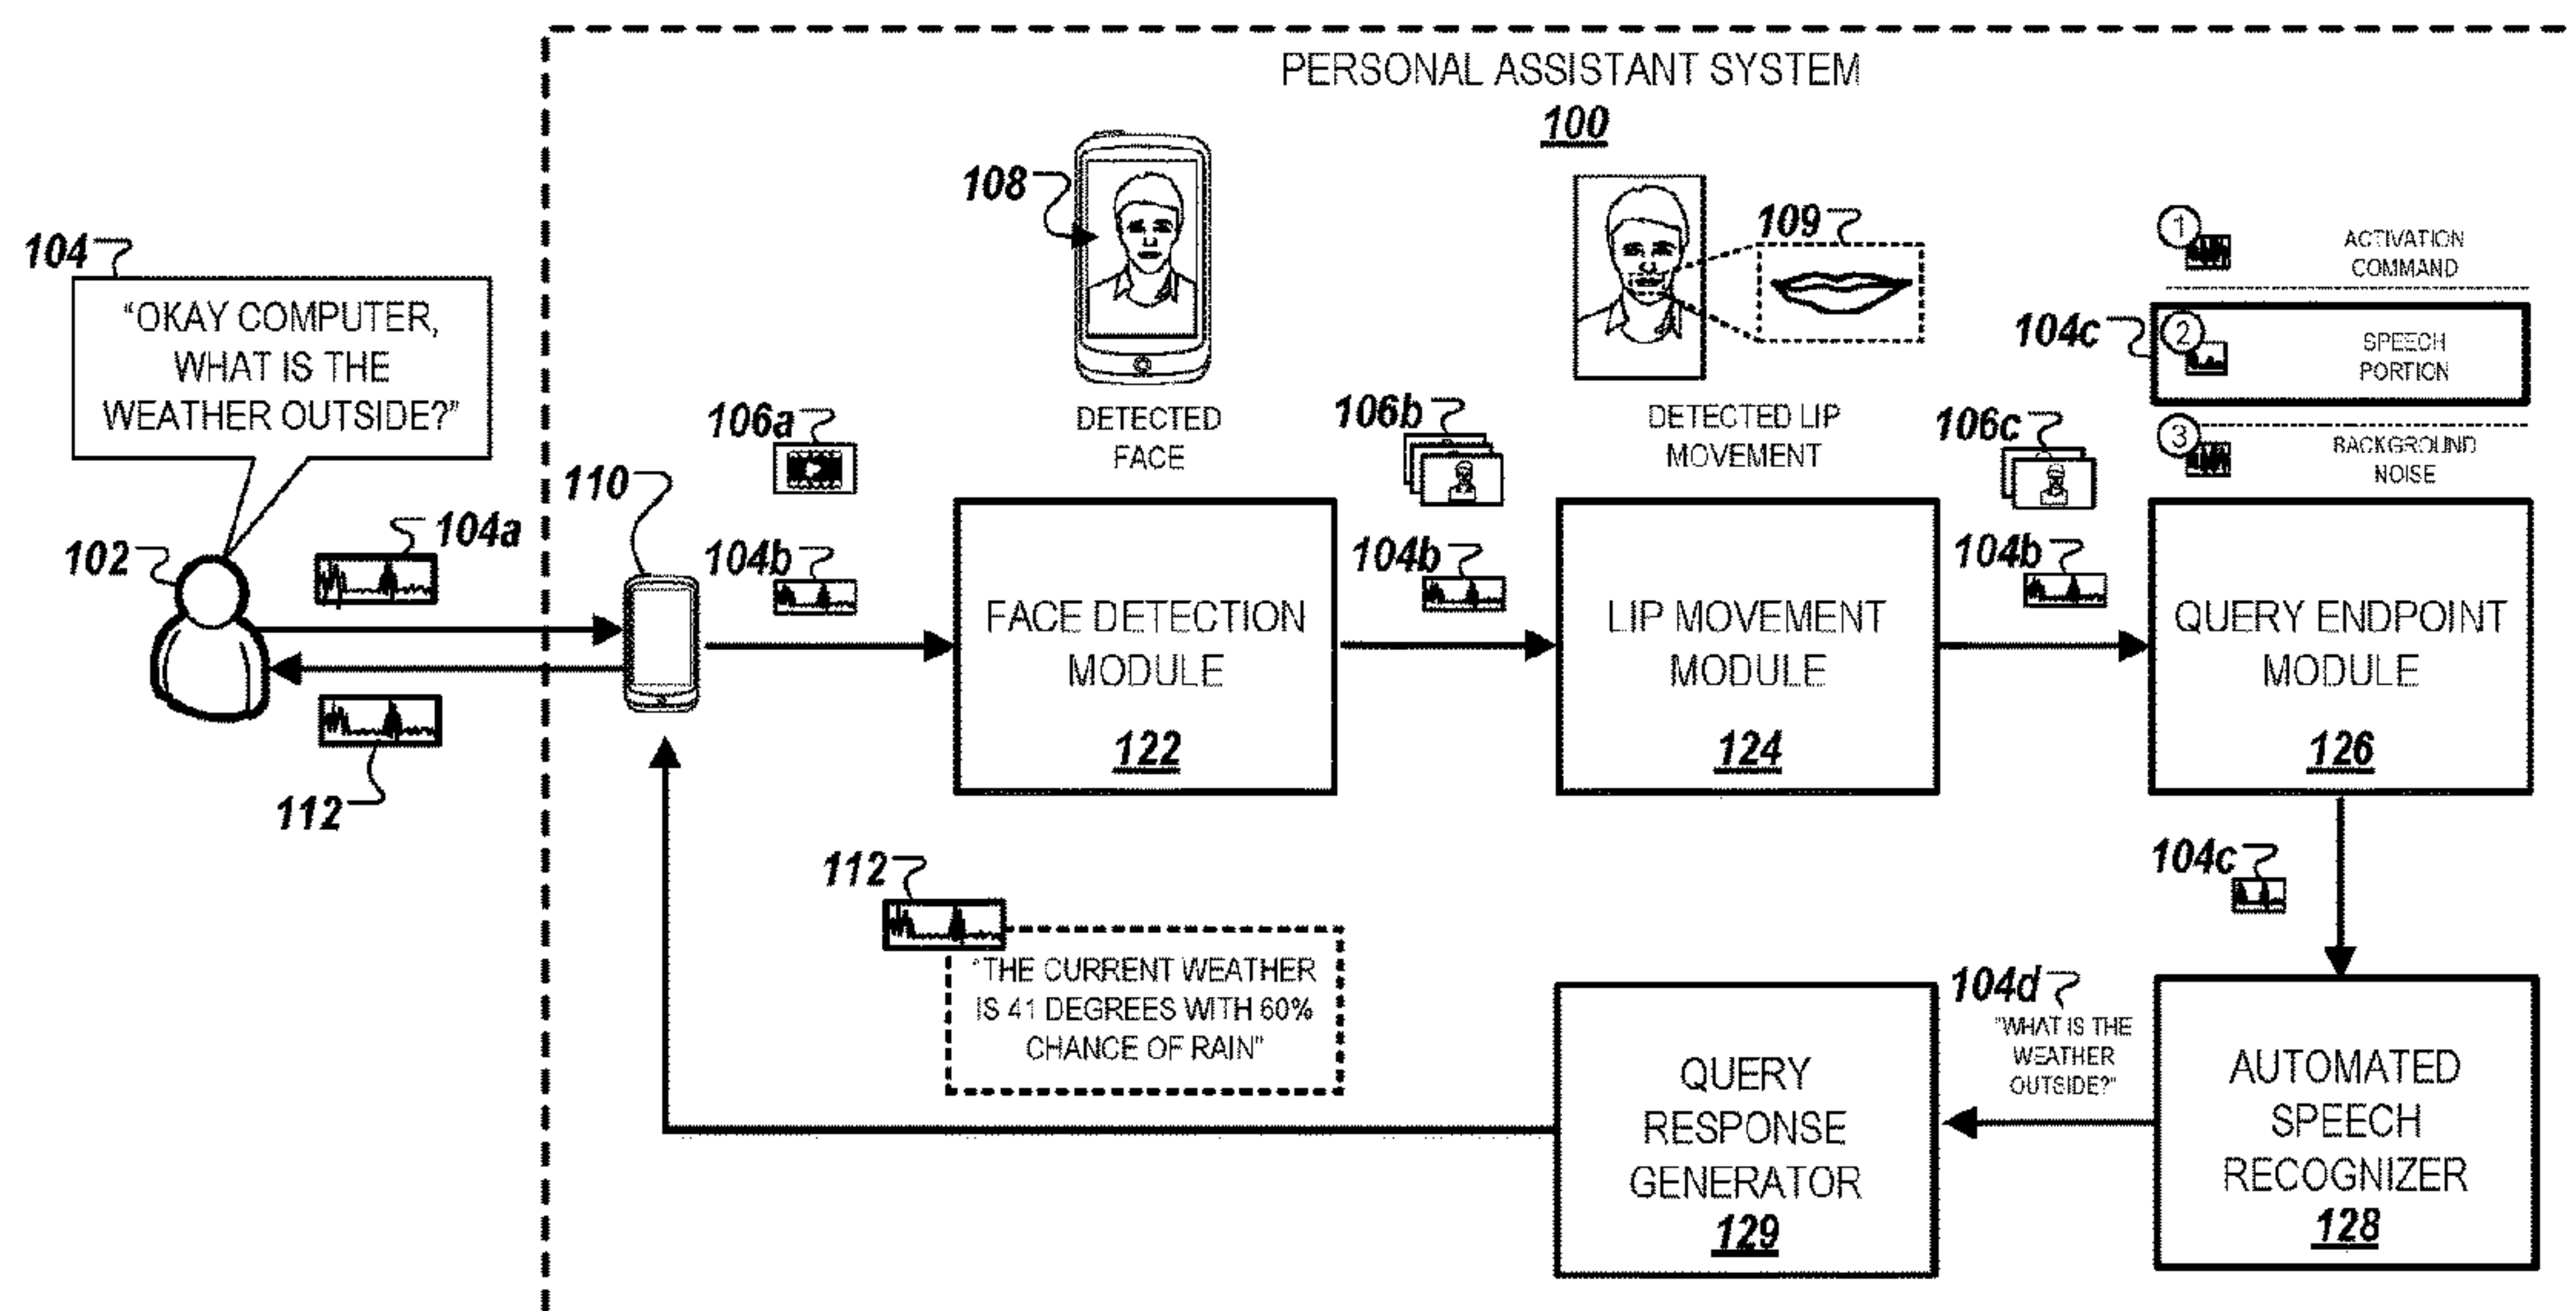 PERSONAL ASSISTANT SYSTEM
100
104
"OKAY COMPUTER,
WHAT IS THE
WEATHER OUTSIDE?"
102
104a
112
110
106a
104b
108
DETECTED
FACE
FACE DETECTION
MODULE
122
106b
104b
109
DETECTED LIP
MOVEMENT
LIP MOVEMENT
MODULE
124
106c
104b
1
ACTIVATION
COMMAND
104c
2
SPEECH
PORTION
3
BACKGROUND
NOISE
QUERY ENDPOINT
MODULE
126
104c
AUTOMATED
SPEECH
RECOGNIZER
128
104d
"WHAT IS THE
WEATHER
OUTSIDE?"
QUERY
RESPONSE
GENERATOR
129
112
"THE CURRENT WEATHER
IS 41 DEGREES WITH 60%
CHANCE OF RAIN"